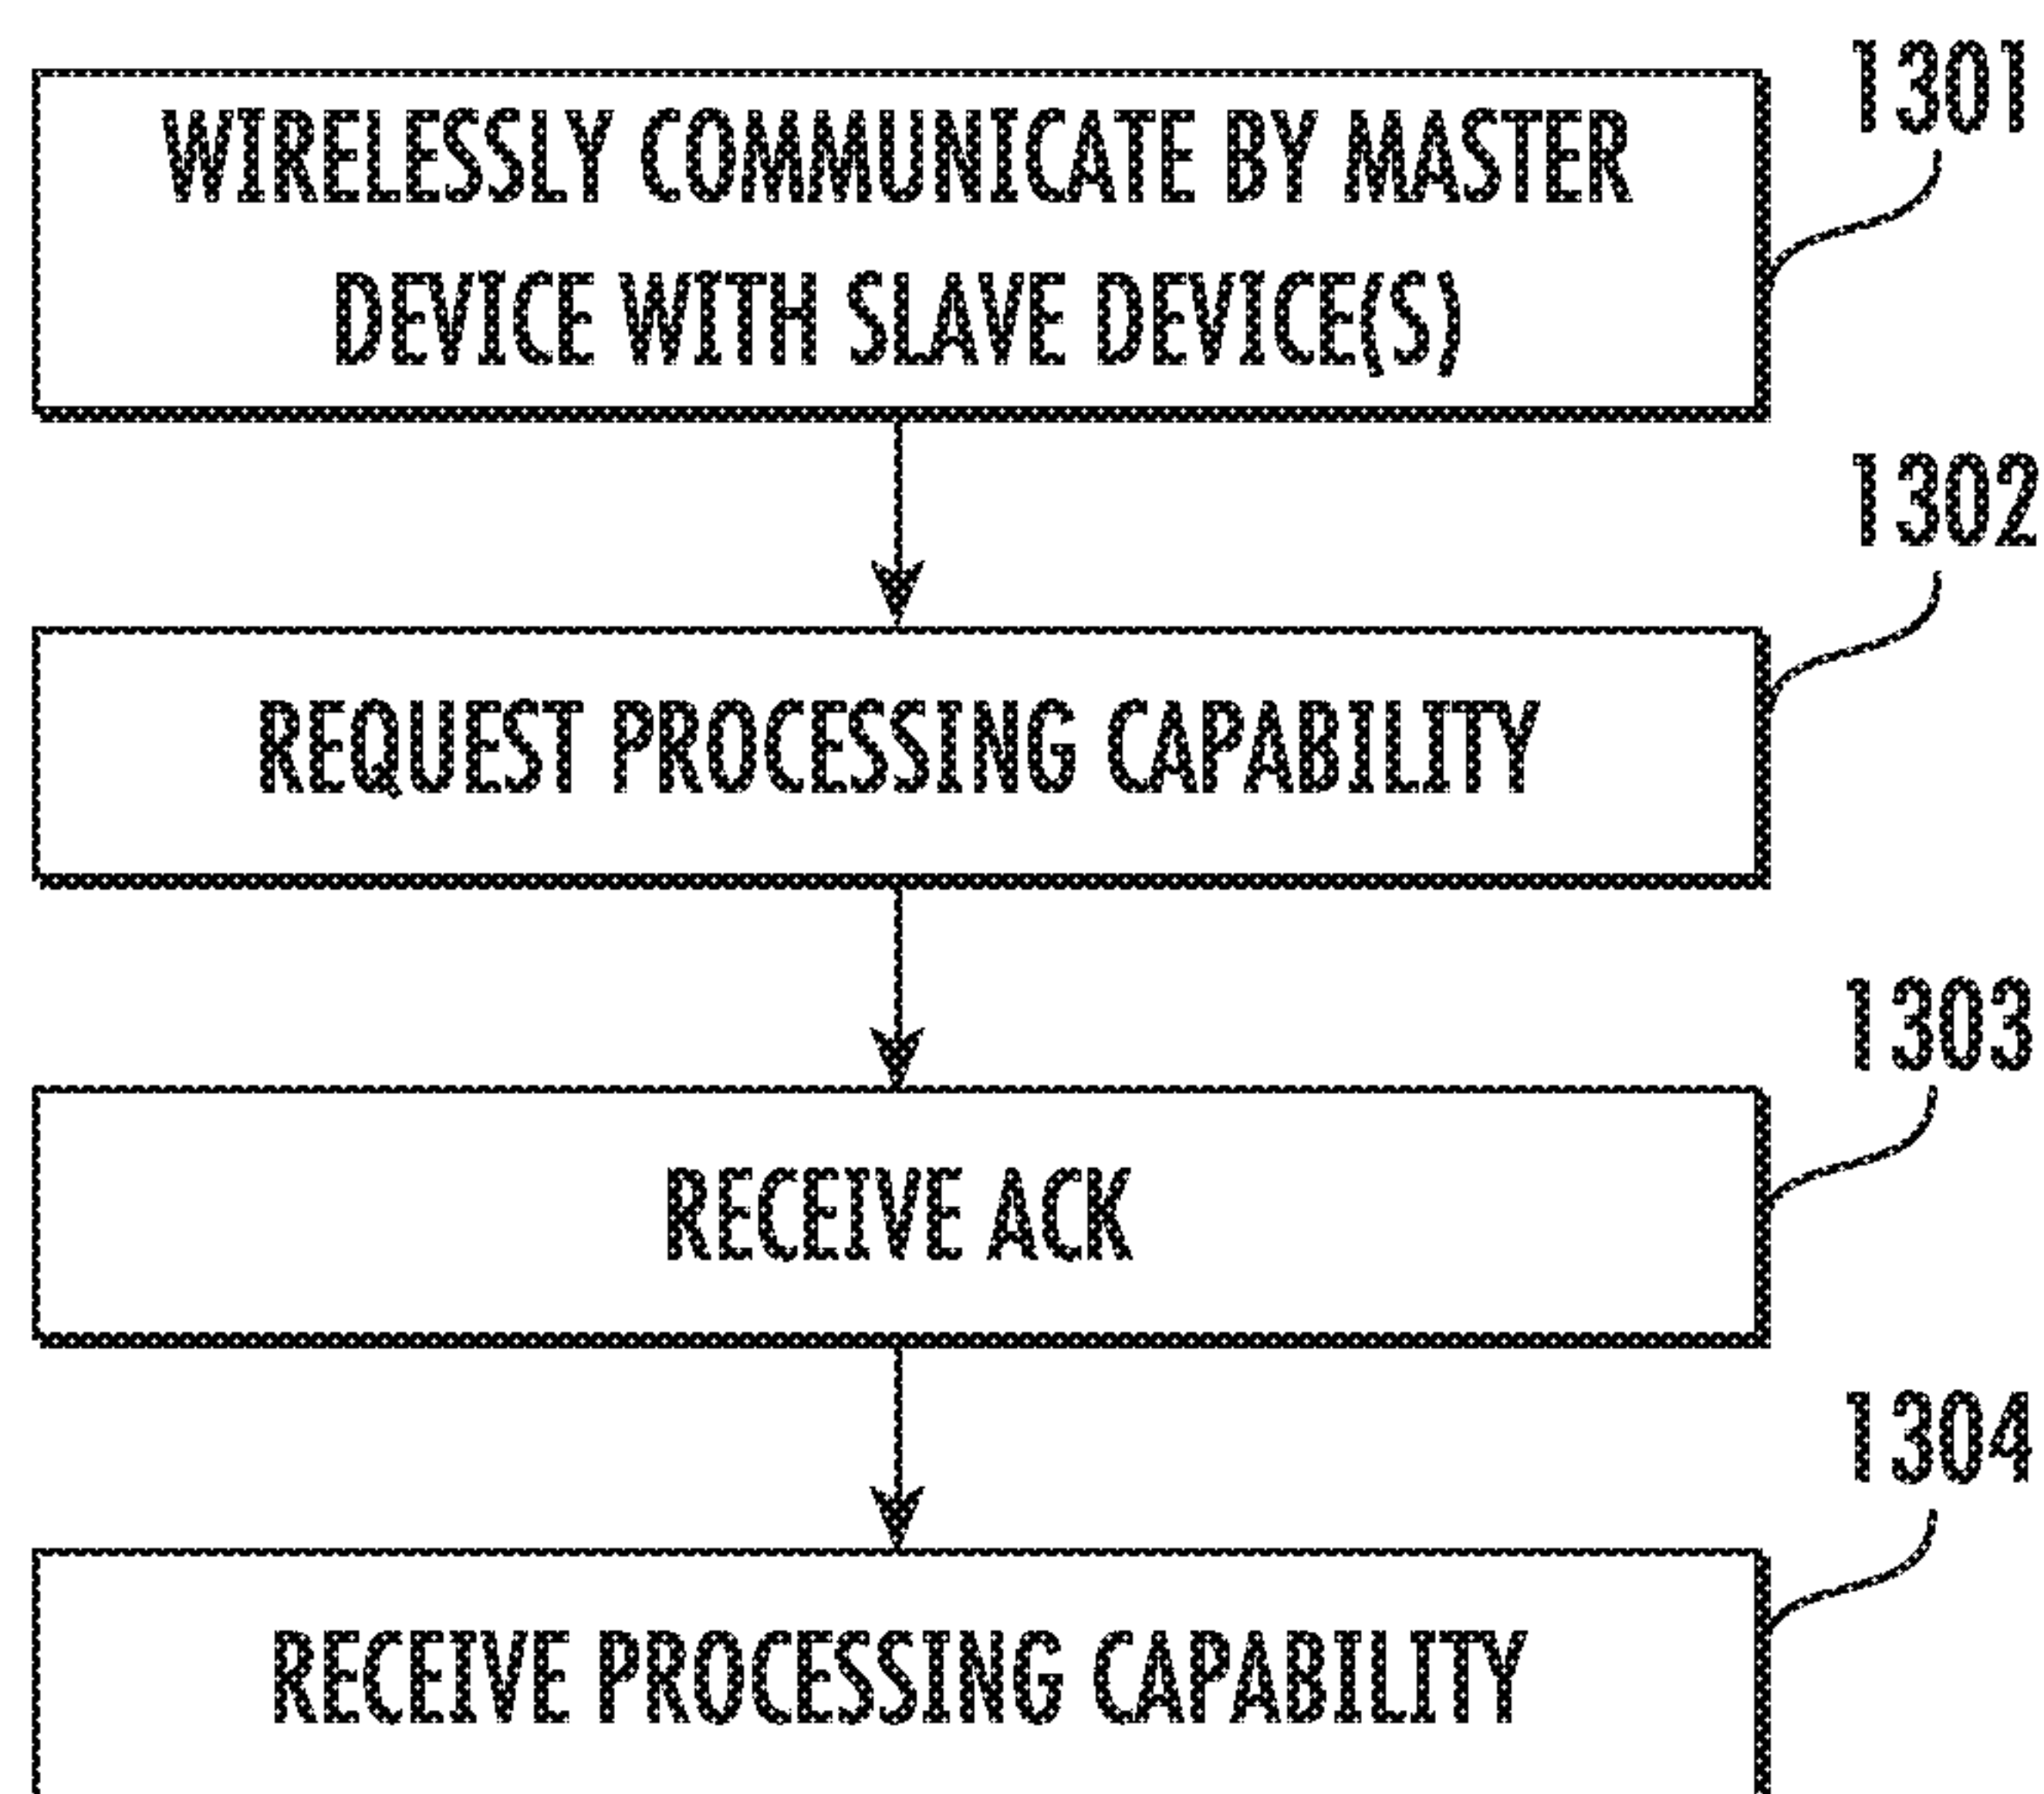 1301
WIRELESSLY COMMUNICATE BY MASTER
DEVICE WITH SLAVE DEVICE(S)
1302
REQUEST PROCESSING CAPABILITY
1303
RECEIVE ACK
1304
RECEIVE PROCESSING CAPABILITY